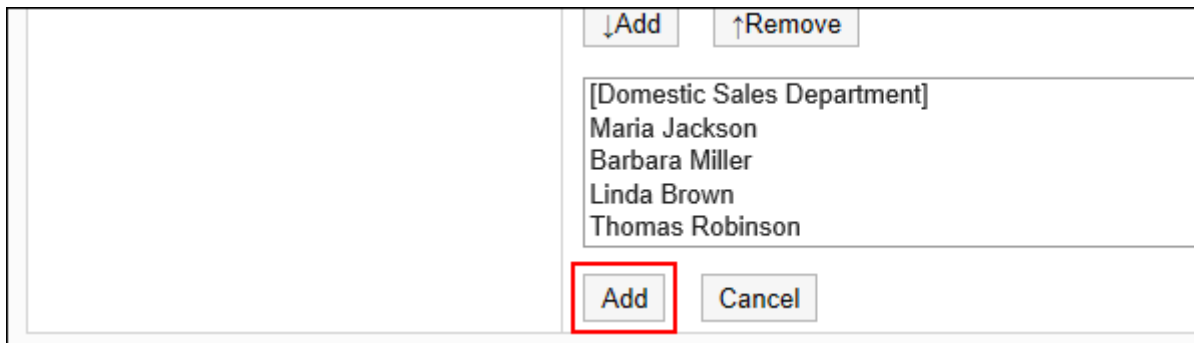 ↓Add ↑Remove
[Domestic Sales Department]
Maria Jackson
Barbara Miller
Linda Brown
Thomas Robinson
Add Cancel